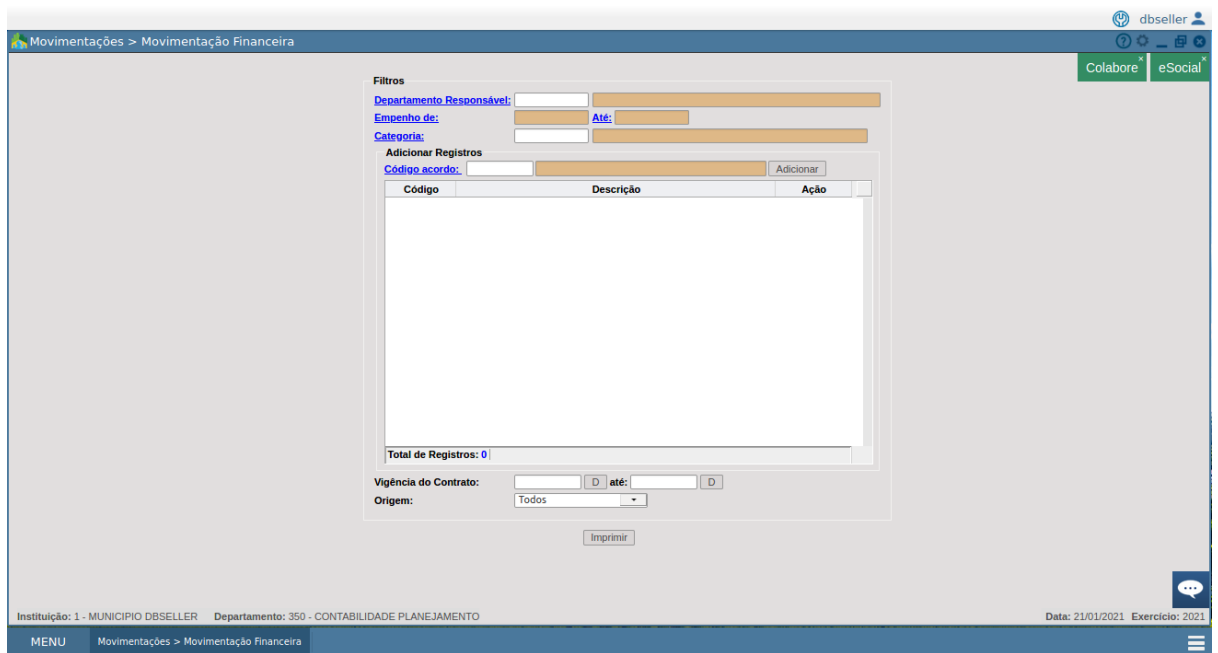 dbseller
Movimentações > Movimentação Financeira
Colabore × eSocial ×
Filtros
Departamento Responsável:
Empenho de: Até:
Categoria:
Adicionar Registros
Código acordo: Adicionar
Código Descrição Ação
Total de Registros: 0
Vigência do Contrato: D até: D
Origem: Todos
Imprimir
Instituição: 1 - MUNICIPIO DBSELLER Departamento: 350 - CONTABILIDADE PLANEJAMENTO Data: 21/01/2021 Exercício: 2021
MENU Movimentações > Movimentação Financeira